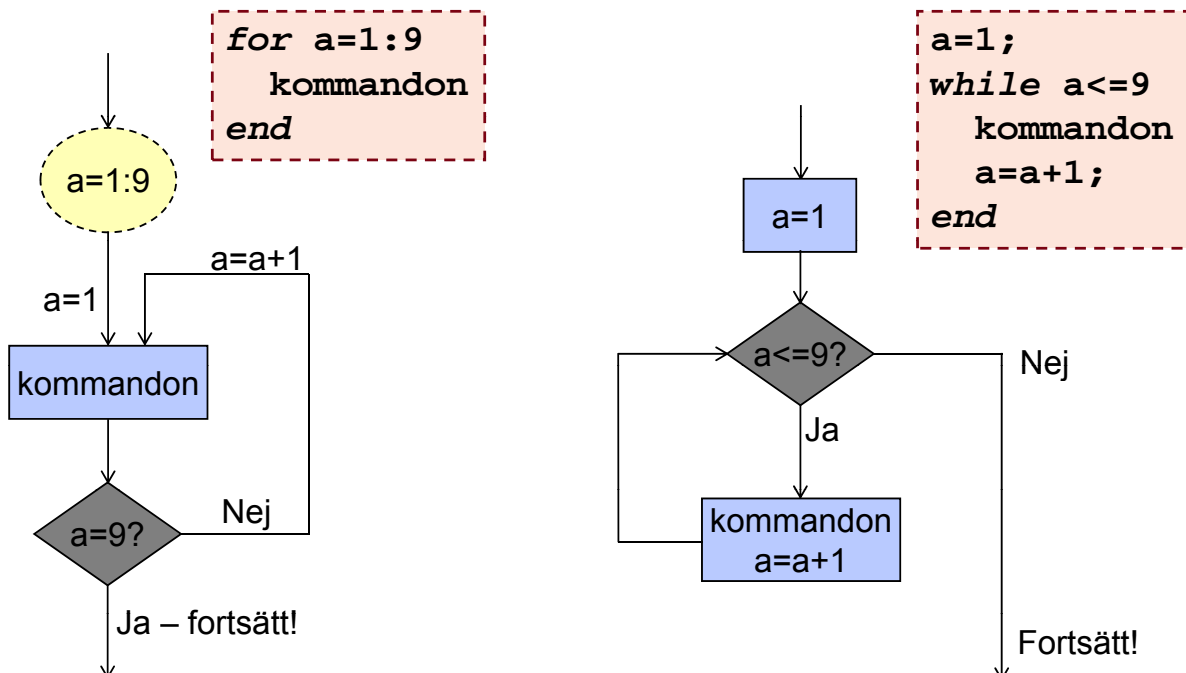 for a=1:9
kommandon
end
a=1:9
a=a+1
a=1
kommandon
a=9?
Nej
Ja – fortsätt!
a=1;
while a<=9
kommandon
a=a+1;
end
a=1
a<=9?
Nej
Ja
kommandon
a=a+1
Fortsätt!